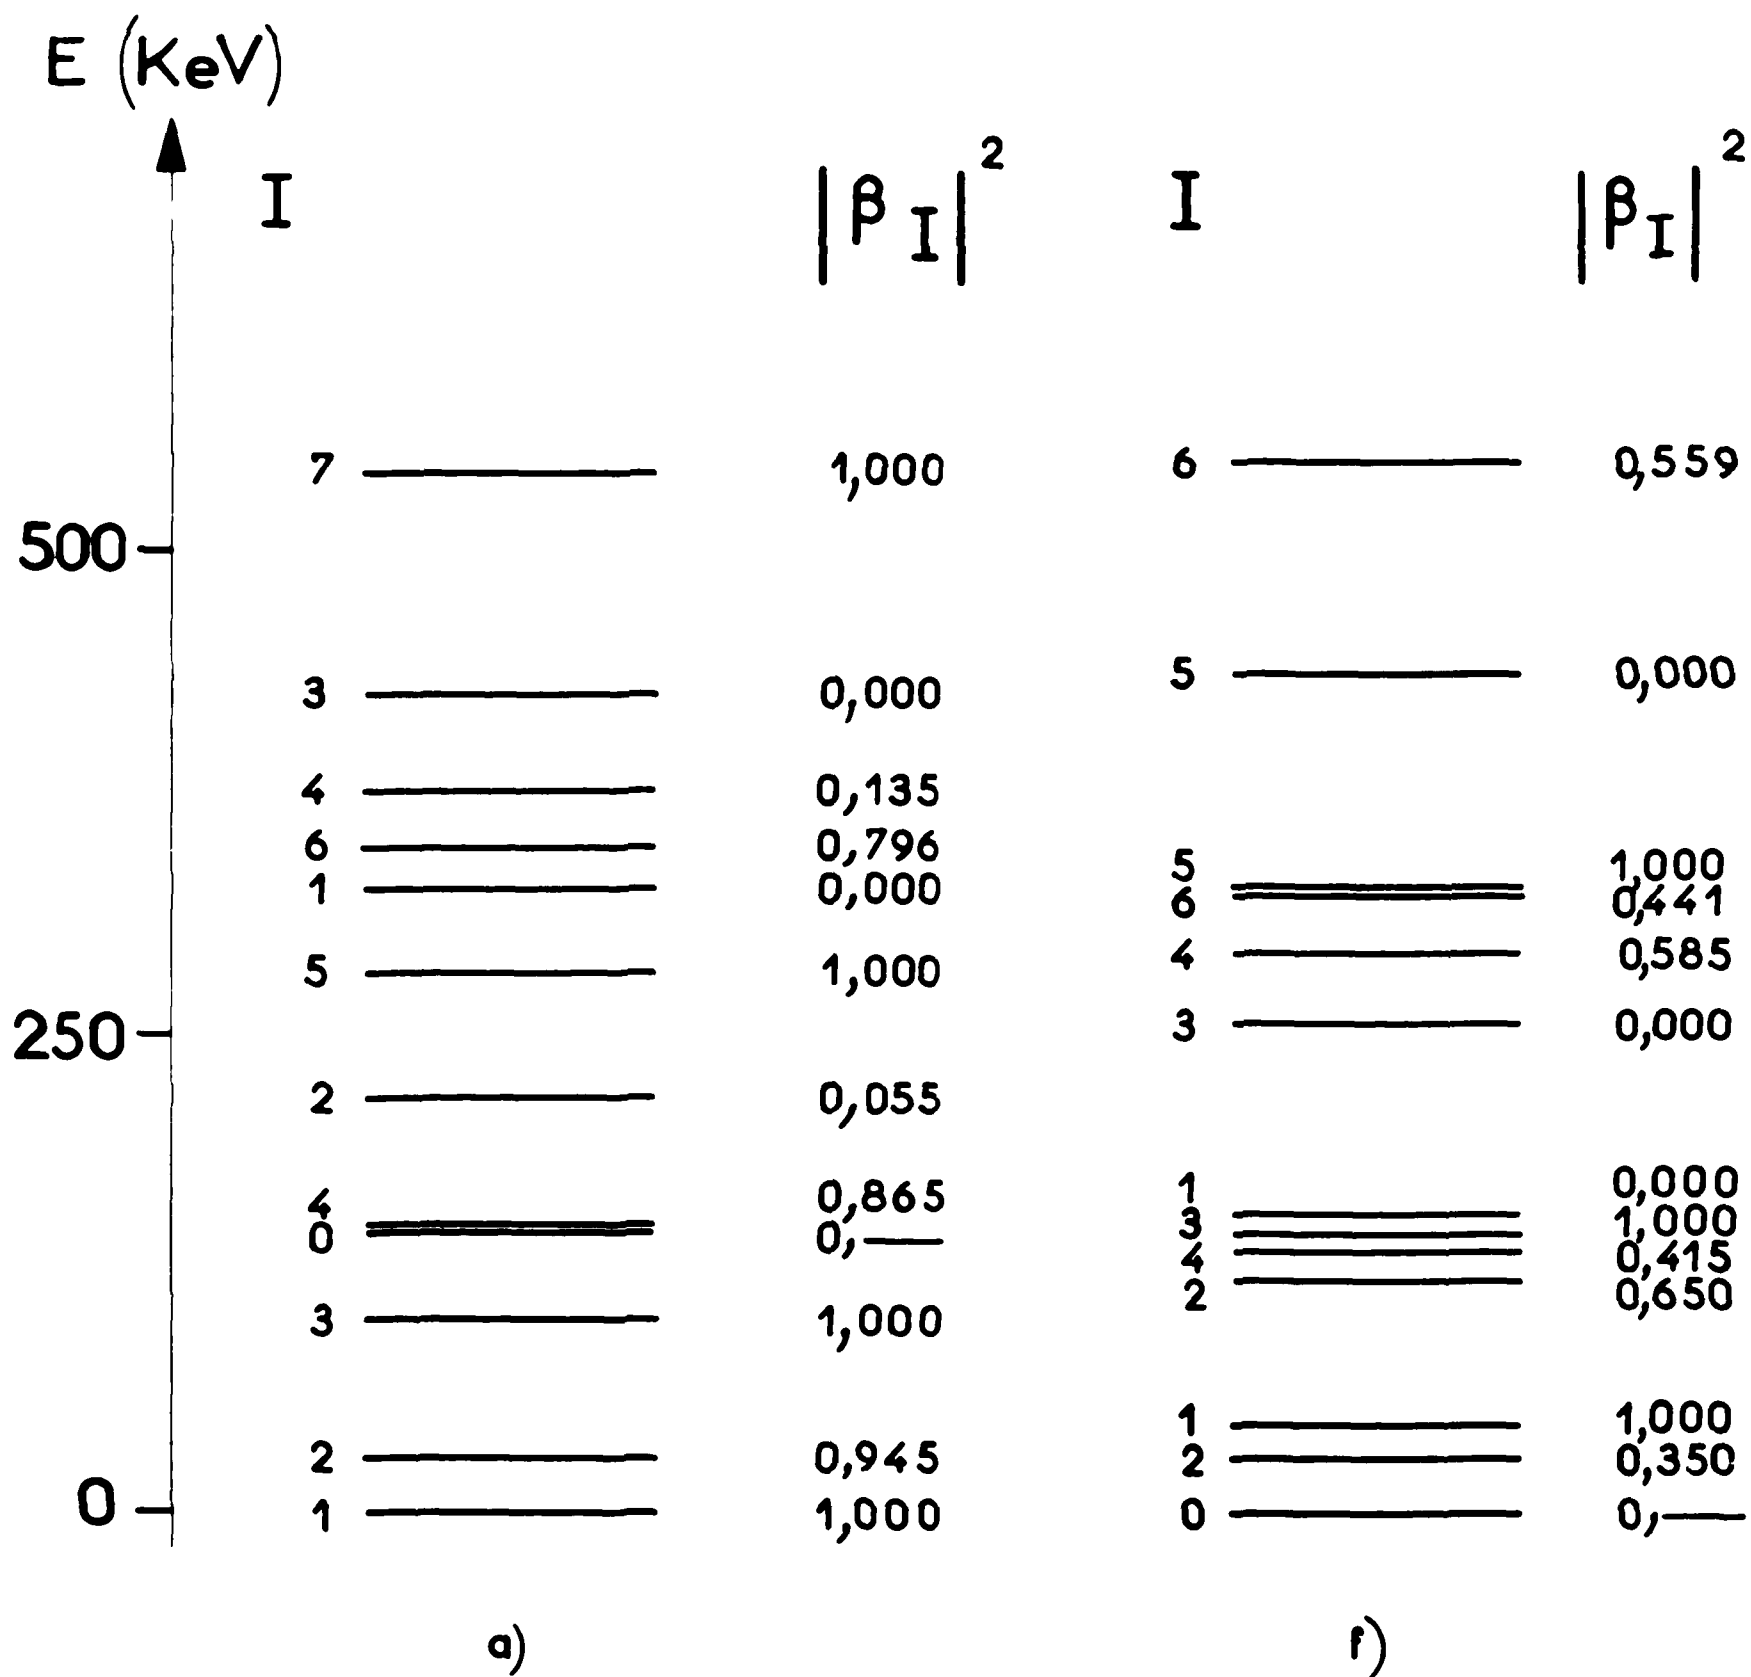 E (KeV)
I |β I|² I |βI|²
7 1,000 6 0,559
500
3 0,000 5 0,000
4 0,135
6 0,796 5 1,000
1 0,000 6 0,441
5 1,000 4 0,585
250 3 0,000
2 0,055
4 0,865 1 0,000
0 0,— 3 1,000
4 0,415
3 1,000 2 0,650
1 1,000
2 0,945 2 0,350
0 1 1,000 0 0,—
a) f)